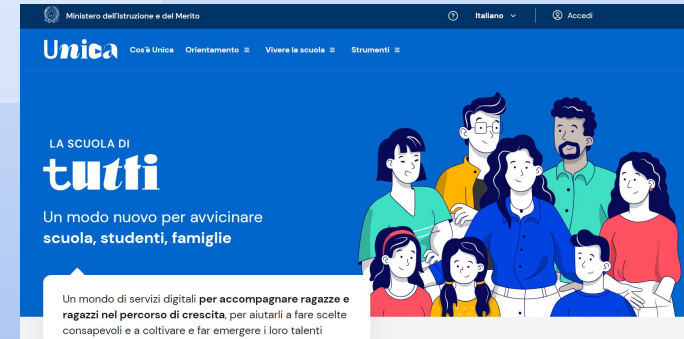 Ministero dell'Istruzione e del Merito
Italiano
Accedi
Unica
Cos'è Unica
Orientamento
Vivere la scuola
Strumenti
LA SCUOLA DI
tutti
Un modo nuovo per avvicinare
scuola, studenti, famiglie
Un mondo di servizi digitali per accompagnare ragazze e
ragazzi nel percorso di crescita, per aiutarli a fare scelte
consapevoli e a coltivare e far emergere i loro talenti